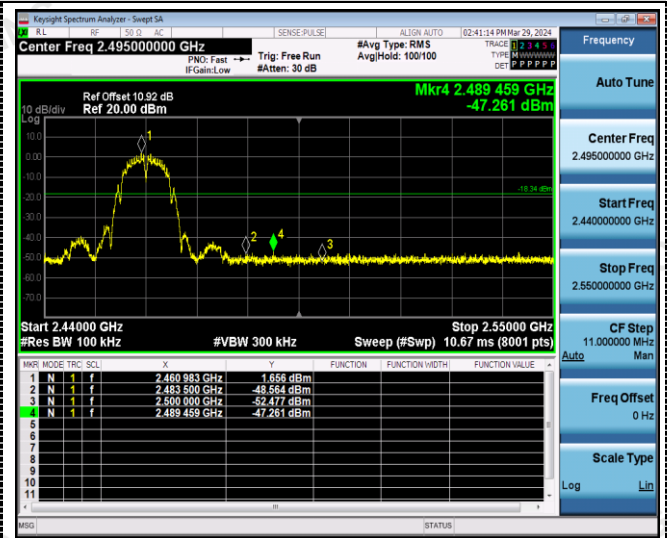 Keysight Spectrum Analyzer - Swept SA
RL RF 50 Ω AC SENSE:PULSE ALIGN AUTO 02:41:14 PM Mar 29, 2024
Center Freq 2.495000000 GHz #Avg Type: RMS TRACE 1 2 3 4 5 6
PNO: Fast Trig: Free Run Avg|Hold: 100/100 TYPE M WWWWW
IFGain:Low #Atten: 30 dB DET P P P P P P
Frequency
Auto Tune
Center Freq
2.495000000 GHz
Start Freq
2.440000000 GHz
Stop Freq
2.550000000 GHz
CF Step
11.000000 MHz
Auto Man
Freq Offset
0 Hz
Scale Type
Log Lin
Mkr4 2.489 459 GHz
-47.261 dBm
Ref Offset 10.92 dB
10 dB/div Ref 20.00 dBm
Log
10.0
0.00
-10.0
-20.0
-30.0
-40.0
-50.0
-60.0
-70.0
1
2
4
3
-18.34 dBm
Start 2.44000 GHz Stop 2.55000 GHz
#Res BW 100 kHz #VBW 300 kHz Sweep (#Swp) 10.67 ms (8001 pts)
MKR MODE TRC SCL X Y FUNCTION FUNCTION WIDTH FUNCTION VALUE
1 N 1 f 2.460 983 GHz 1.656 dBm
2 N 1 f 2.483 500 GHz -48.564 dBm
3 N 1 f 2.500 000 GHz -52.477 dBm
4 N 1 f 2.489 459 GHz -47.261 dBm
5
6
7
8
9
10
11
MSG STATUS